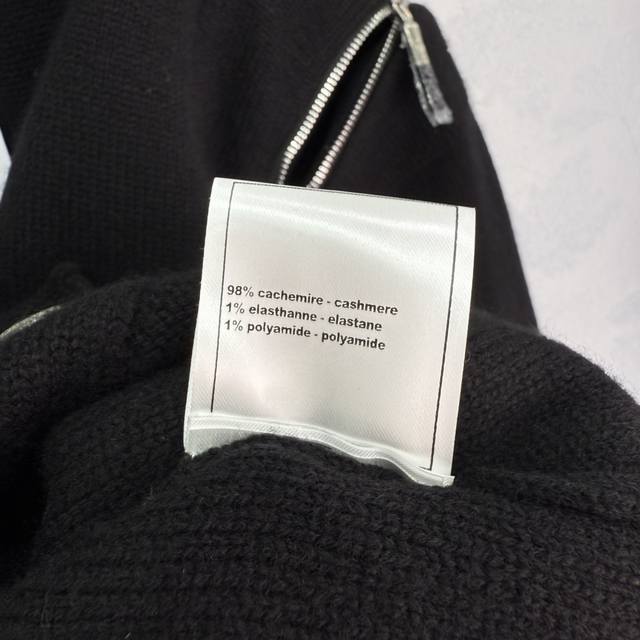 98% cachemire - cashmere
1% elasthanne - elastane
1% polyamide - polyamide